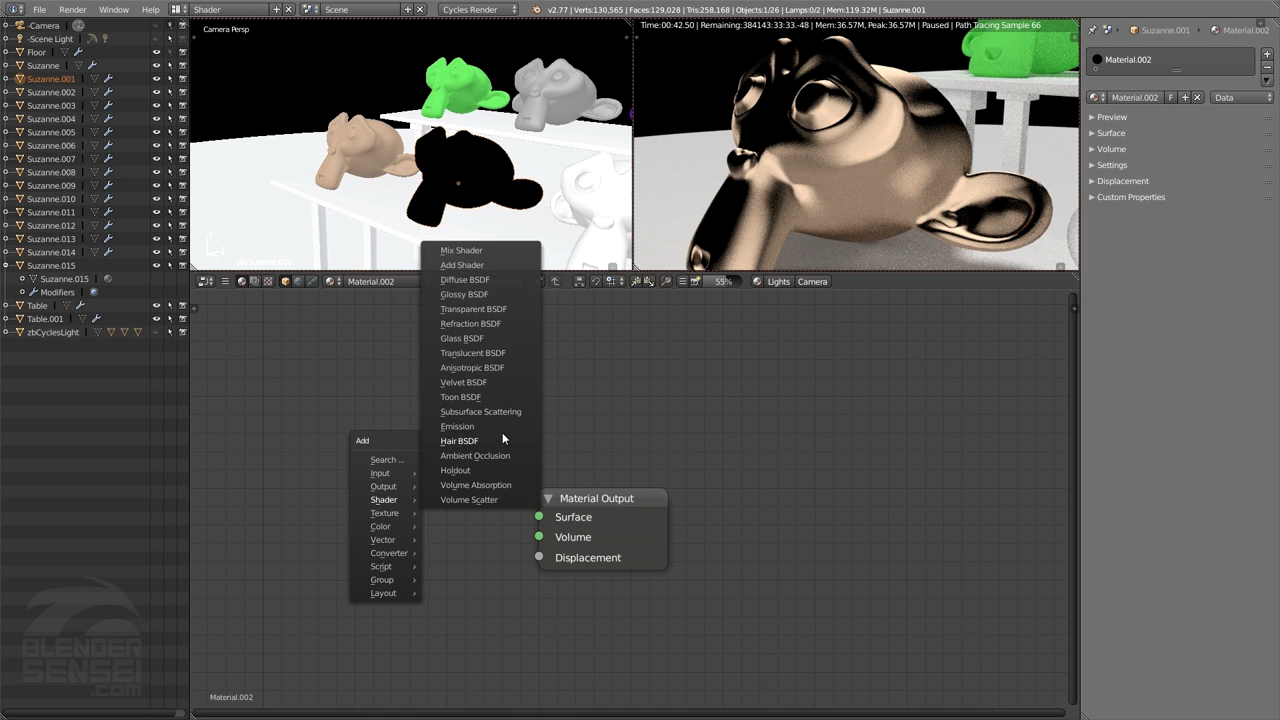 File Render Window Help Shader Scene Cycles Render v2.77 | Verts:130,565 | Faces:129,028 | Tris:258,168 | Objects:1/26 | Lamps:0/2 | Mem:119.32M | Suzanne.001
-Camera
-Scene Light
Floor
Suzanne
Suzanne.001
Suzanne.002
Suzanne.003
Suzanne.004
Suzanne.005
Suzanne.006
Suzanne.007
Suzanne.008
Suzanne.009
Suzanne.010
Suzanne.011
Suzanne.012
Suzanne.013
Suzanne.014
Suzanne.015
Suzanne.015
Modifiers
Table
Table.001
zbCyclesLight
BLENDER
SENSEI
.COM
Camera Persp
(0) Suzanne.001
Time:00:42.50 | Remaining:384143:33:33.-48 | Mem:36.57M, Peak:36.57M | Paused | Path Tracing Sample 66
Material.002 55% Lights Camera
Add
Search ...
Input
Output
Shader
Texture
Color
Vector
Converter
Script
Group
Layout
Mix Shader
Add Shader
Diffuse BSDF
Glossy BSDF
Transparent BSDF
Refraction BSDF
Glass BSDF
Translucent BSDF
Anisotropic BSDF
Velvet BSDF
Toon BSDF
Subsurface Scattering
Emission
Hair BSDF
Ambient Occlusion
Holdout
Volume Absorption
Volume Scatter
Material Output
Surface
Volume
Displacement
Material.002
Suzanne.001 Material.002
Material.002
Material.002 F Data
Preview
Surface
Volume
Settings
Displacement
Custom Properties